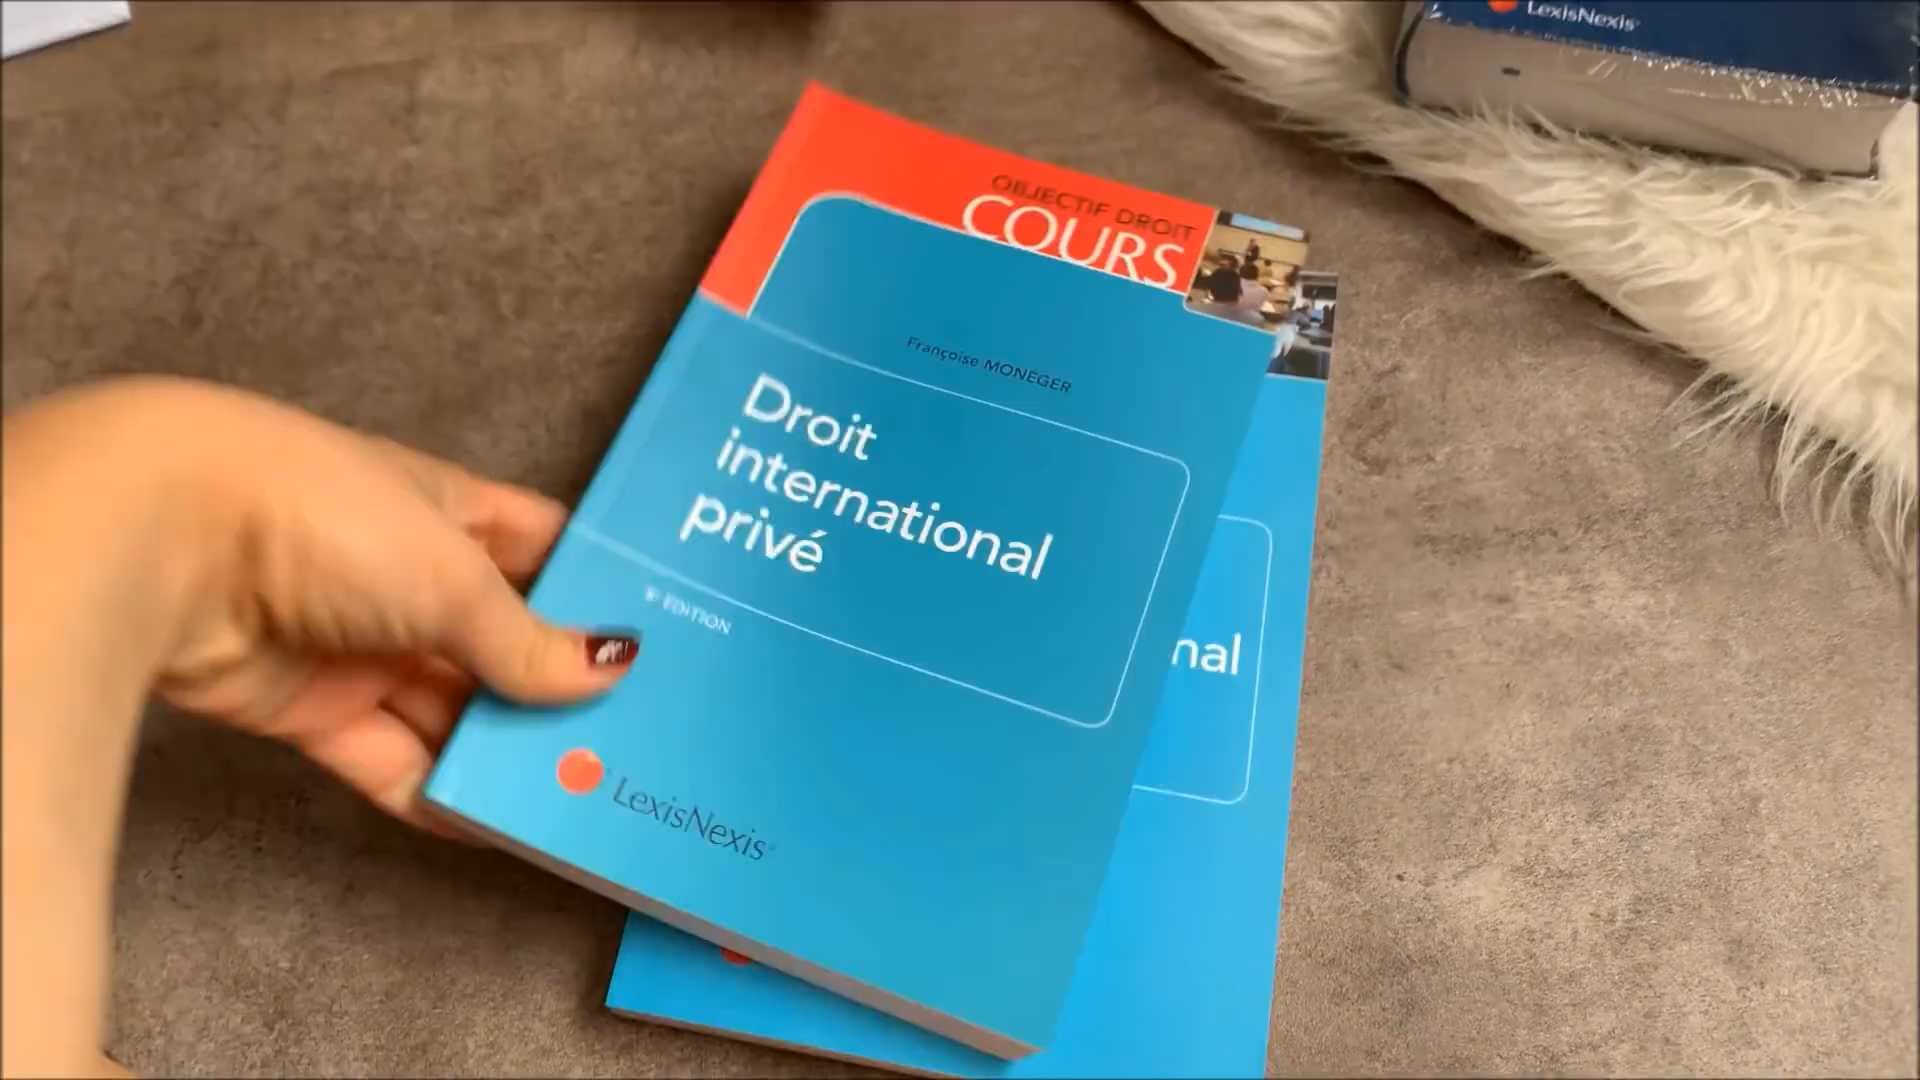 LexisNexis
OBJECTIF DROIT
COURS
Françoise MONEGER
Droit
international
privé
EDITION
nal
LexisNexis